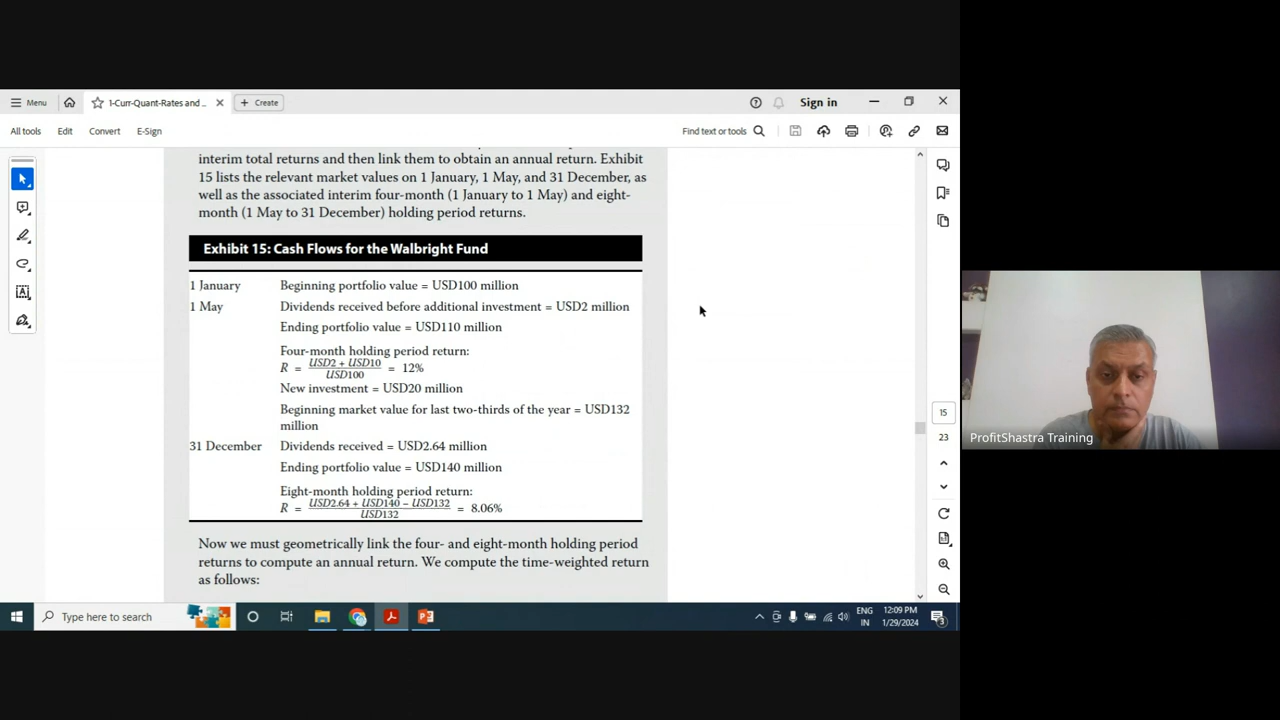 Menu
1-Curr-Quant-Rates and ...
Create
Sign in
All tools
Edit
Convert
E-Sign
Find text or tools
interim total returns and then link them to obtain an annual return. Exhibit
15 lists the relevant market values on 1 January, 1 May, and 31 December, as
well as the associated interim four-month (1 January to 1 May) and eight-
month (1 May to 31 December) holding period returns.
Exhibit 15: Cash Flows for the Walbright Fund
1 January Beginning portfolio value = USD100 million
1 May Dividends received before additional investment = USD2 million
Ending portfolio value = USD110 million
Four-month holding period return:
R = USD2 + USD10 / USD100 = 12%
New investment = USD20 million
Beginning market value for last two-thirds of the year = USD132
million
31 December Dividends received = USD2.64 million
Ending portfolio value = USD140 million
Eight-month holding period return:
R = USD2.64 + USD140 – USD132 / USD132 = 8.06%
Now we must geometrically link the four- and eight-month holding period
returns to compute an annual return. We compute the time-weighted return
as follows:
15
23
ProfitShastra Training
Type here to search
ENG
IN
12:09 PM
1/29/2024
3